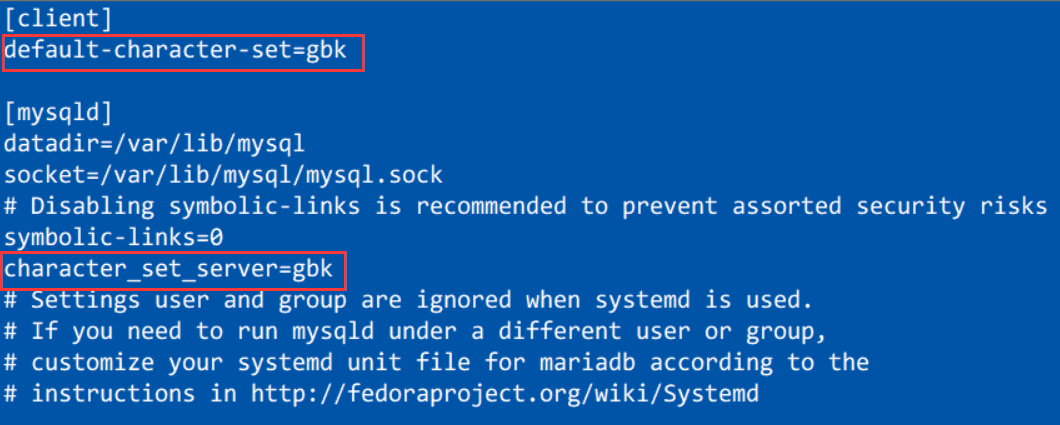 [client]
default-character-set=gbk
[mysqld]
datadir=/var/lib/mysql
socket=/var/lib/mysql/mysql.sock
# Disabling symbolic-links is recommended to prevent assorted security risks
symbolic-links=0
character_set_server=gbk
# Settings user and group are ignored when systemd is used.
# If you need to run mysqld under a different user or group,
# customize your systemd unit file for mariadb according to the
# instructions in http://fedoraproject.org/wiki/Systemd